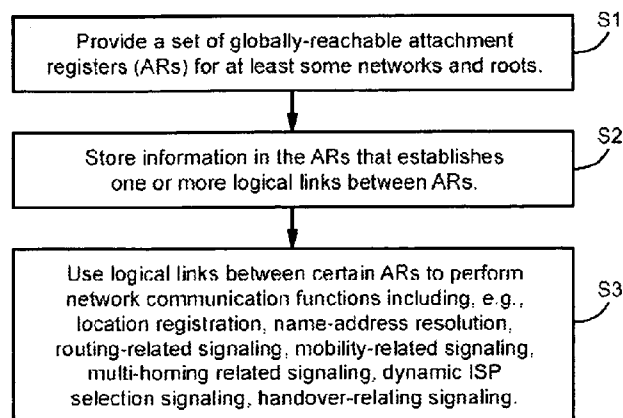 S1
Provide a set of globally-reachable attachment
registers (ARs) for at least some networks and roots.
S2
Store information in the ARs that establishes
one or more logical links between ARs.
S3
Use logical links between certain ARs to perform
network communication functions including, e.g.,
location registration, name-address resolution,
routing-related signaling, mobility-related signaling,
multi-homing related signaling, dynamic ISP
selection signaling, handover-relating signaling.